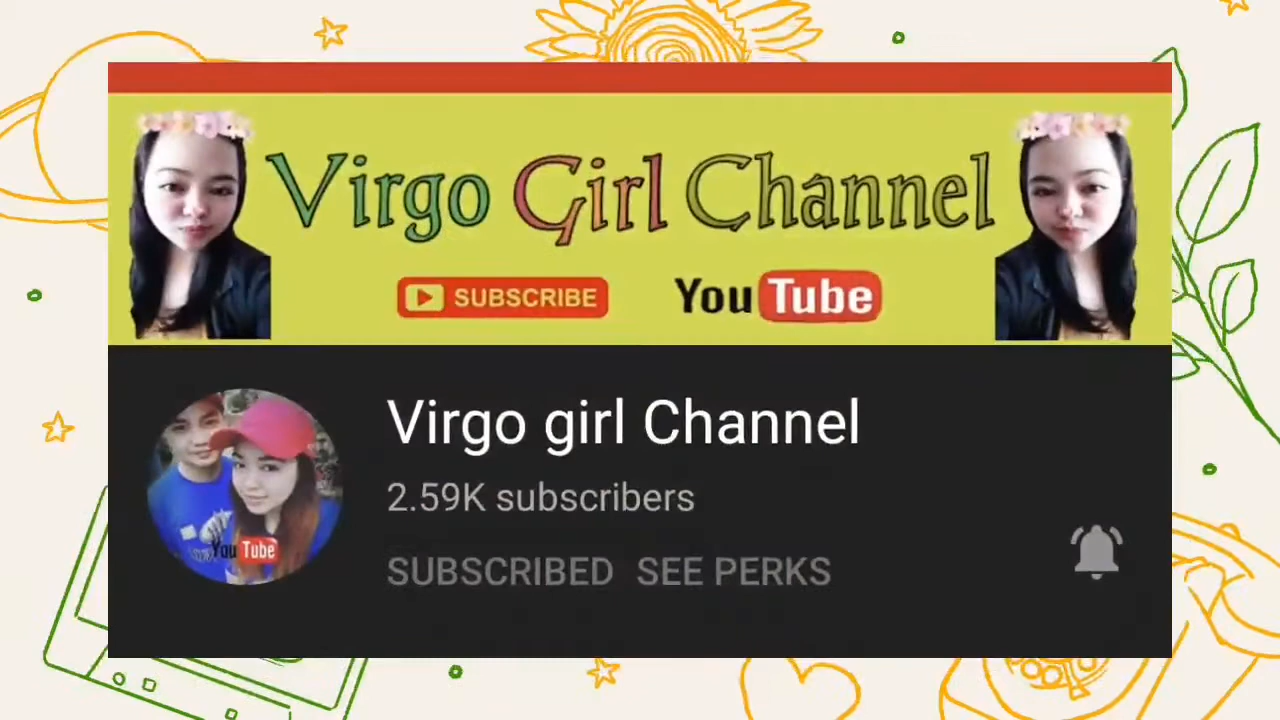 Virgo Girl Channel
SUBSCRIBE
YouTube
Virgo girl Channel
2.59K subscribers
YouTube
SUBSCRIBED SEE PERKS